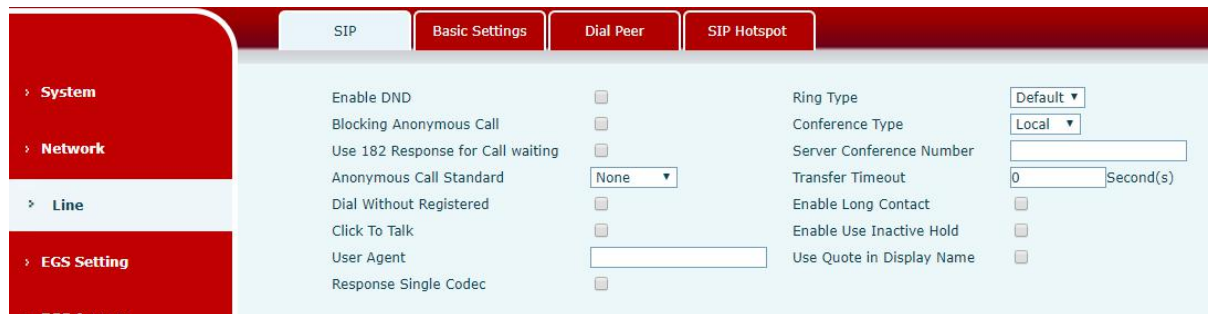 SIP
Basic Settings
Dial Peer
SIP Hotspot
› System
› Network
› Line
› EGS Setting
Enable DND
Blocking Anonymous Call
Use 182 Response for Call waiting
Anonymous Call Standard None
Dial Without Registered
Click To Talk
User Agent
Response Single Codec
Ring Type Default
Conference Type Local
Server Conference Number
Transfer Timeout 0 Second(s)
Enable Long Contact
Enable Use Inactive Hold
Use Quote in Display Name